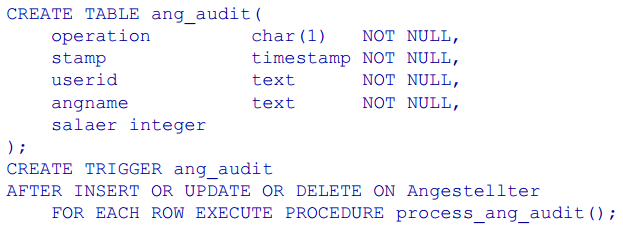 CREATE TABLE ang_audit(
    operation         char(1)   NOT NULL,
    stamp             timestamp NOT NULL,
    userid            text      NOT NULL,
    angname           text      NOT NULL,
    salaer integer
);
CREATE TRIGGER ang_audit
AFTER INSERT OR UPDATE OR DELETE ON Angestellter
    FOR EACH ROW EXECUTE PROCEDURE process_ang_audit();